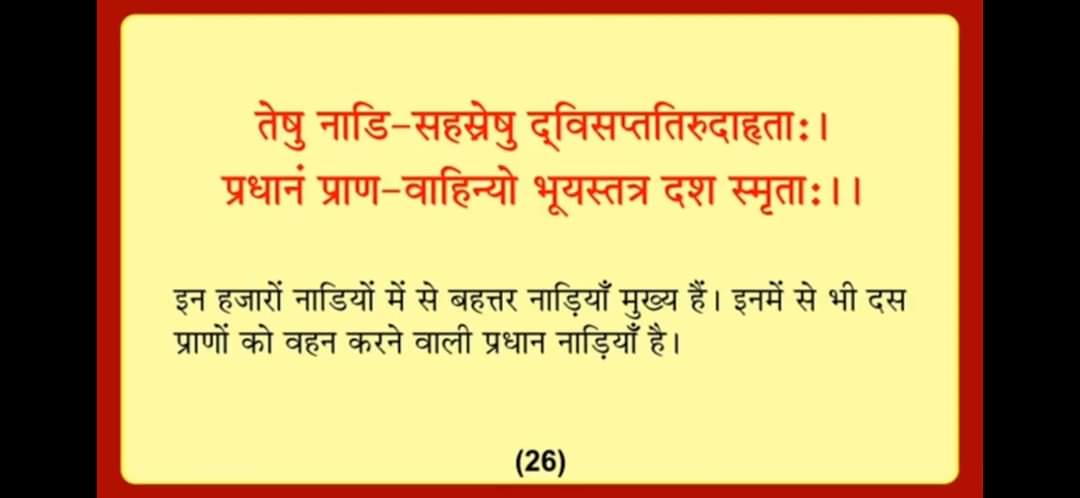 तेषु नाडि-सहस्रेषु द्विसप्ततिरुदाहृताः।
प्रधानं प्राण-वाहिन्यो भूयस्तत्र दश स्मृताः।।
इन हजारों नाडियों में से बहत्तर नाड़ियाँ मुख्य हैं। इनमें से भी दस
प्राणों को वहन करने वाली प्रधान नाड़ियाँ है।
(26)